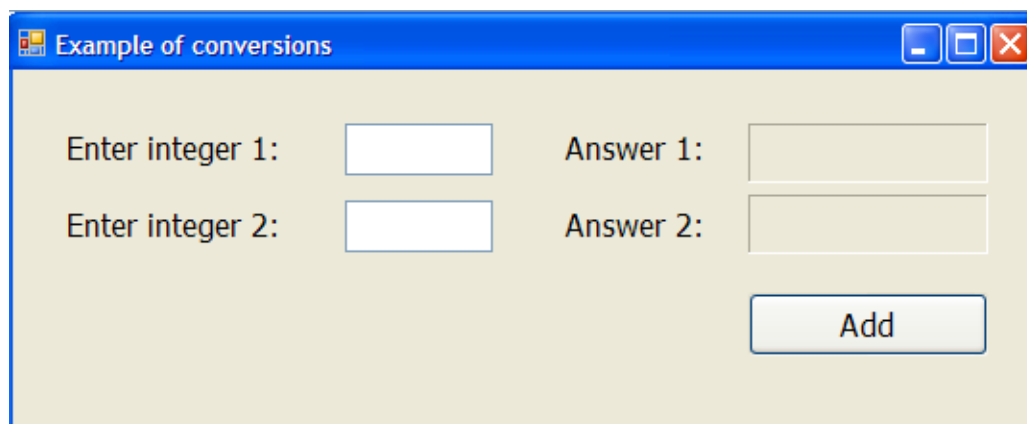 Example of conversions
Enter integer 1: Answer 1:
Enter integer 2: Answer 2:
Add